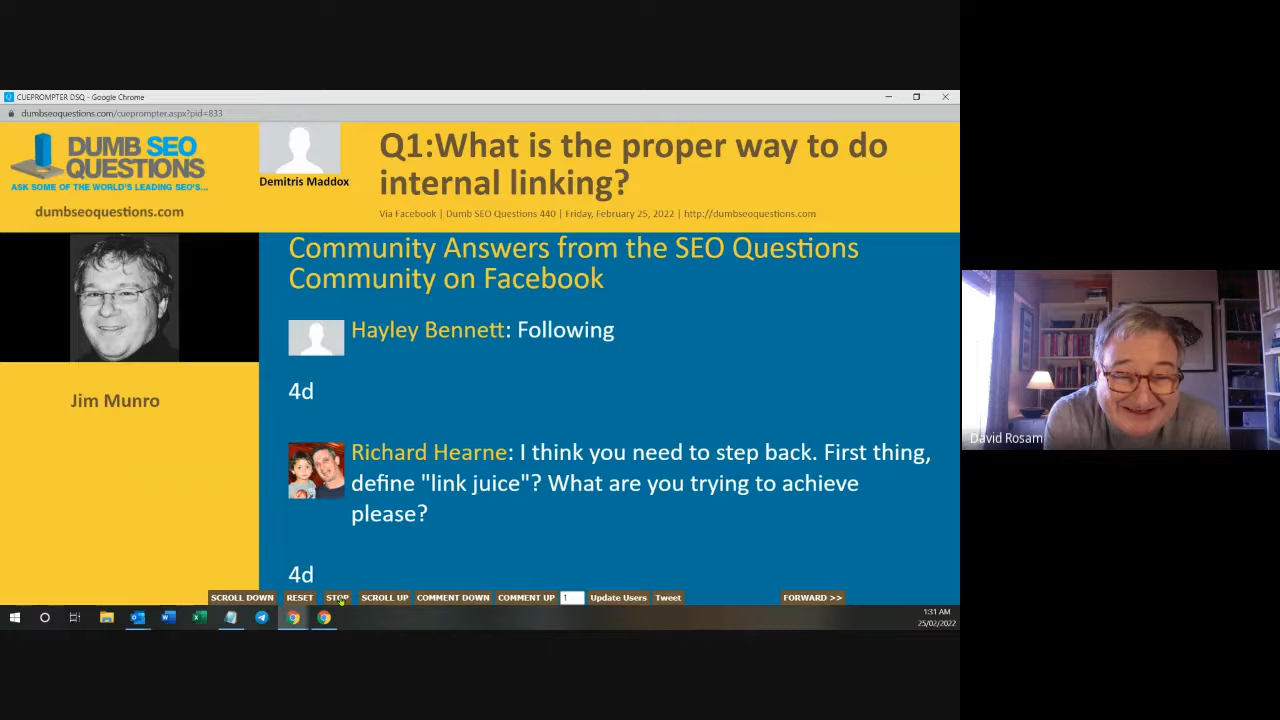 CUEPROMPTER DSQ - Google Chrome
dumbseoquestions.com/cueprompter.aspx?pid=833
DUMB SEO
QUESTIONS
ASK SOME OF THE WORLD'S LEADING SEO'S...
dumbseoquestions.com
Demitris Maddox
Q1:What is the proper way to do
internal linking?
Via Facebook | Dumb SEO Questions 440 | Friday, February 25, 2022 | http://dumbseoquestions.com
Jim Munro
Community Answers from the SEO Questions
Community on Facebook
Hayley Bennett: Following
4d
Richard Hearne: I think you need to step back. First thing,
define "link juice"? What are you trying to achieve
please?
4d
David Rosam
SCROLL DOWN RESET STOP SCROLL UP COMMENT DOWN COMMENT UP 1 Update Users Tweet FORWARD >>
1:31 AM
25/02/2022